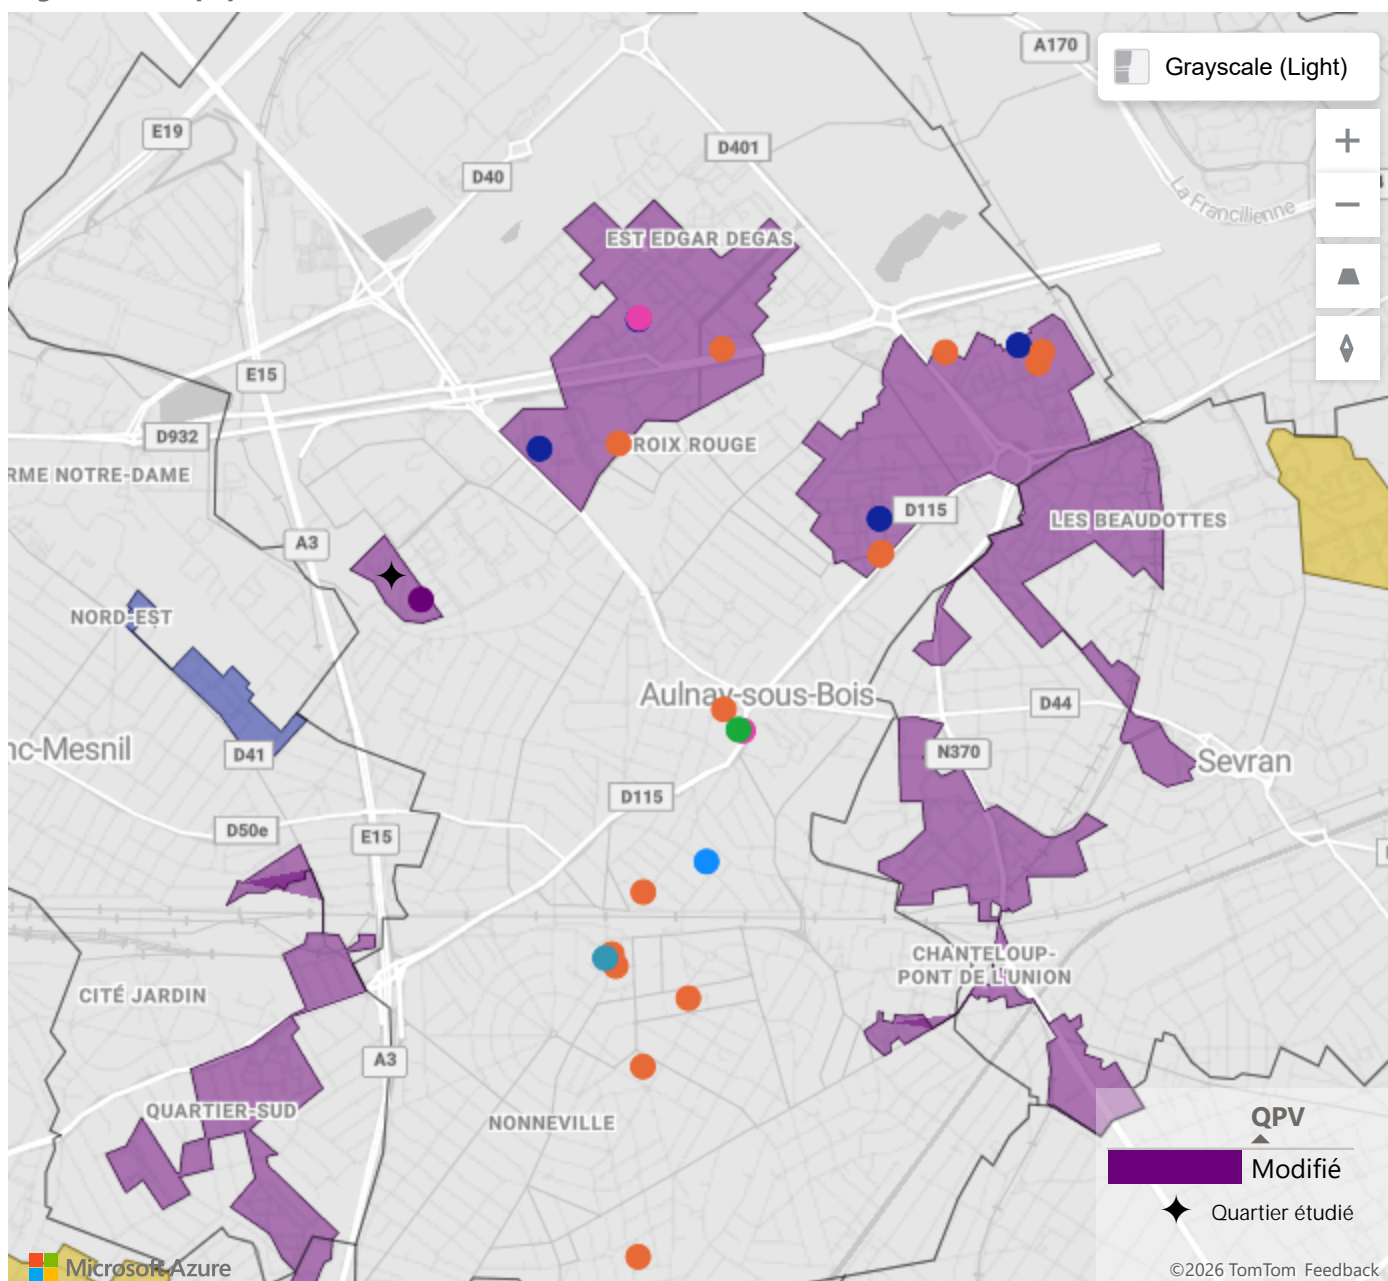 A170
Grayscale (Light)
E19
D401
D40
La Francilienne
EST EDGAR DEGAS
E15
D932
ROIX ROUGE
RME NOTRE-DAME
D115
LES BEAUDOTTES
A3
NORD-EST
Aulnay-sous-Bois
D44
nc-Mesnil
D41
N370
Sevran
D115
D50e
E15
CHANTELOUP-
PONT DE L'UNION
CITÉ JARDIN
A3
QUARTIER-SUD
NONNEVILLE
QPV
Modifié
Quartier étudié
Microsoft Azure
©2026 TomTom Feedback